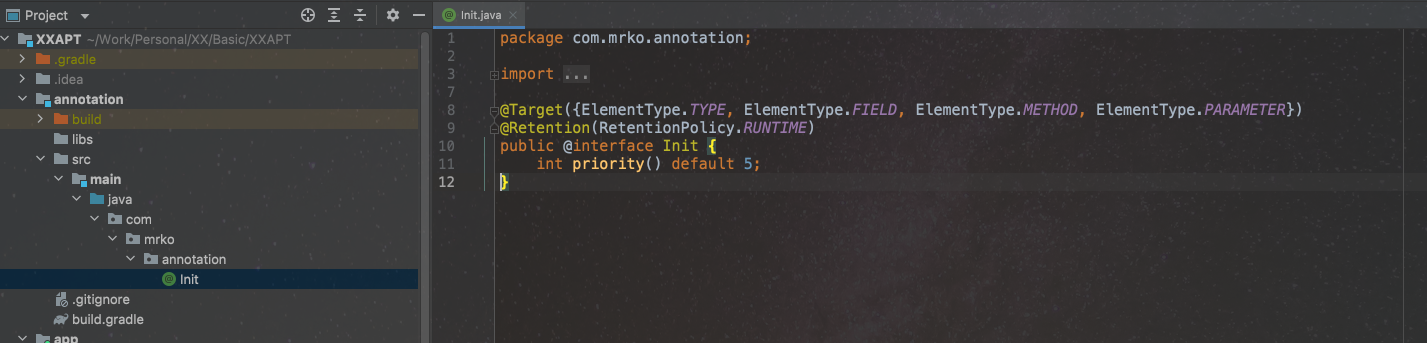 Project
XXAPT ~/Work/Personal/XX/Basic/XXAPT
.gradle
.idea
annotation
build
libs
src
main
java
com
mrko
annotation
Init
.gitignore
build.gradle
app
Init.java
1 package com.mrko.annotation;
2
3 import ...
8 @Target({ElementType.TYPE, ElementType.FIELD, ElementType.METHOD, ElementType.PARAMETER})
9 @Retention(RetentionPolicy.RUNTIME)
10 public @interface Init {
11 int priority() default 5;
12 }